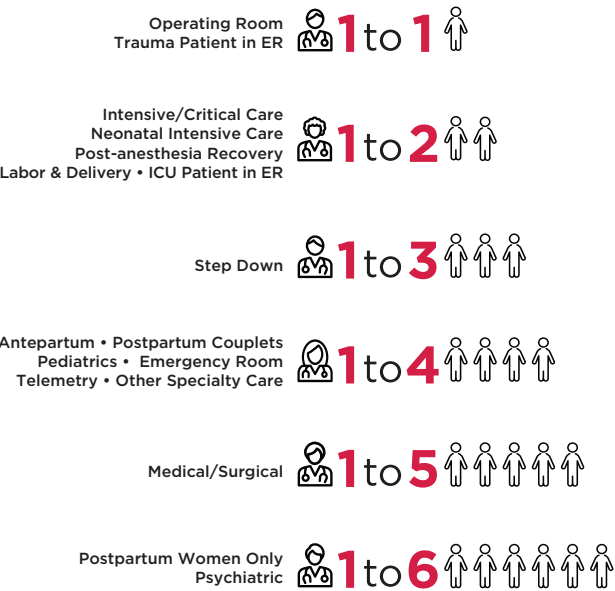 Operating Room
Trauma Patient in ER
1 to 1
Intensive/Critical Care
Neonatal Intensive Care
Post-anesthesia Recovery
Labor & Delivery • ICU Patient in ER
1 to 2
Step Down
1 to 3
Antepartum • Postpartum Couplets
Pediatrics • Emergency Room
Telemetry • Other Specialty Care
1 to 4
Medical/Surgical
1 to 5
Postpartum Women Only
Psychiatric
1 to 6